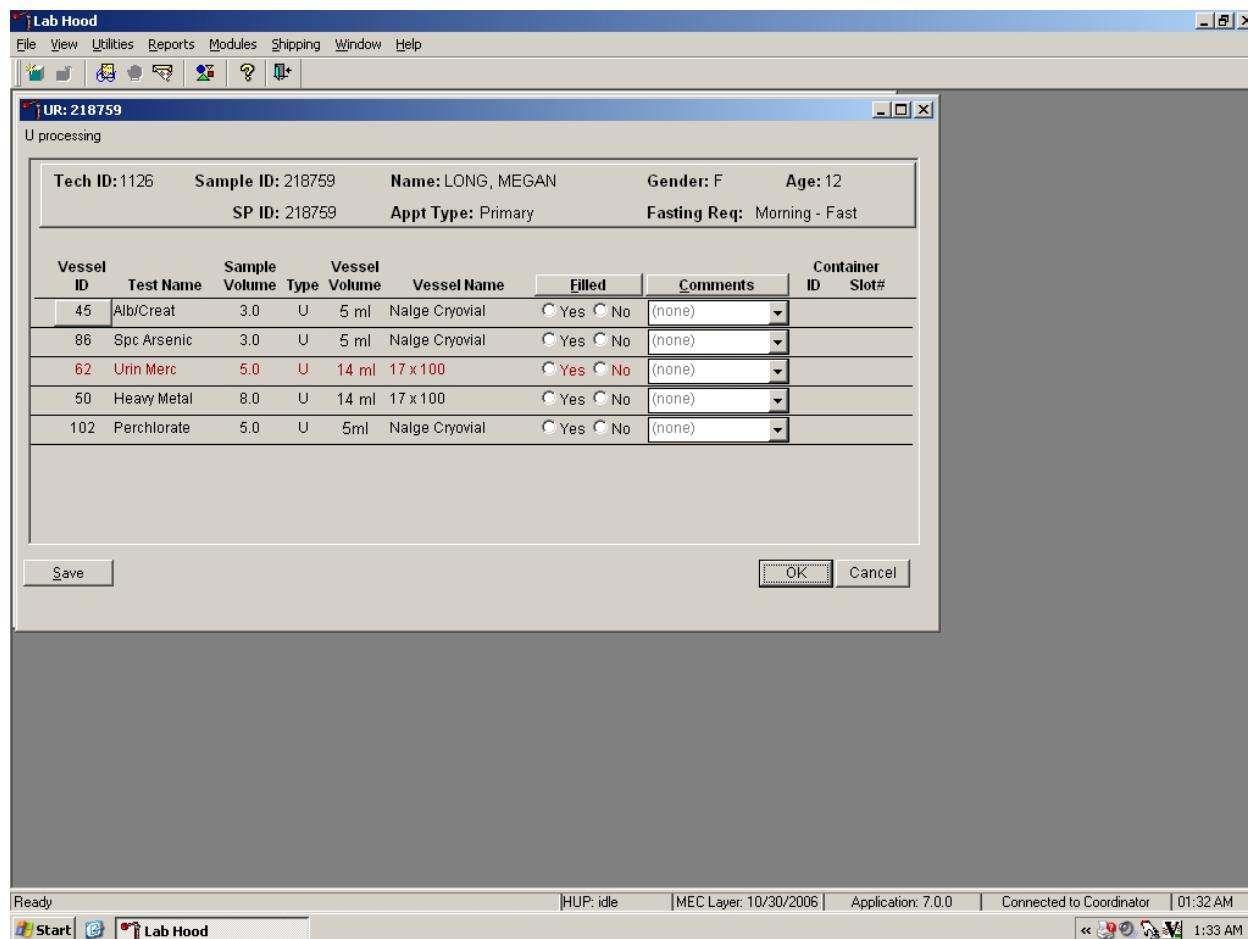 Lab Hood
File View Utilities Reports Modules Shipping Window Help
UR: 218759
U processing
Tech ID: 1126 Sample ID: 218759 Name: LONG, MEGAN Gender: F Age: 12
SP ID: 218759 Appt Type: Primary Fasting Req: Morning - Fast
Vessel Sample Vessel Container
ID Test Name Volume Type Volume Vessel Name Filled Comments ID Slot#
45 Alb/Creat 3.0 U 5 ml Nalge Cryovial Yes No (none)
86 Spc Arsenic 3.0 U 5 ml Nalge Cryovial Yes No (none)
62 Urin Merc 5.0 U 14 ml 17 x 100 Yes No (none)
50 Heavy Metal 8.0 U 14 ml 17 x 100 Yes No (none)
102 Perchlorate 5.0 U 5ml Nalge Cryovial Yes No (none)
Save OK Cancel
Ready HUP: idle MEC Layer: 10/30/2006 Application: 7.0.0 Connected to Coordinator 01:32 AM
Start Lab Hood « 1:33 AM